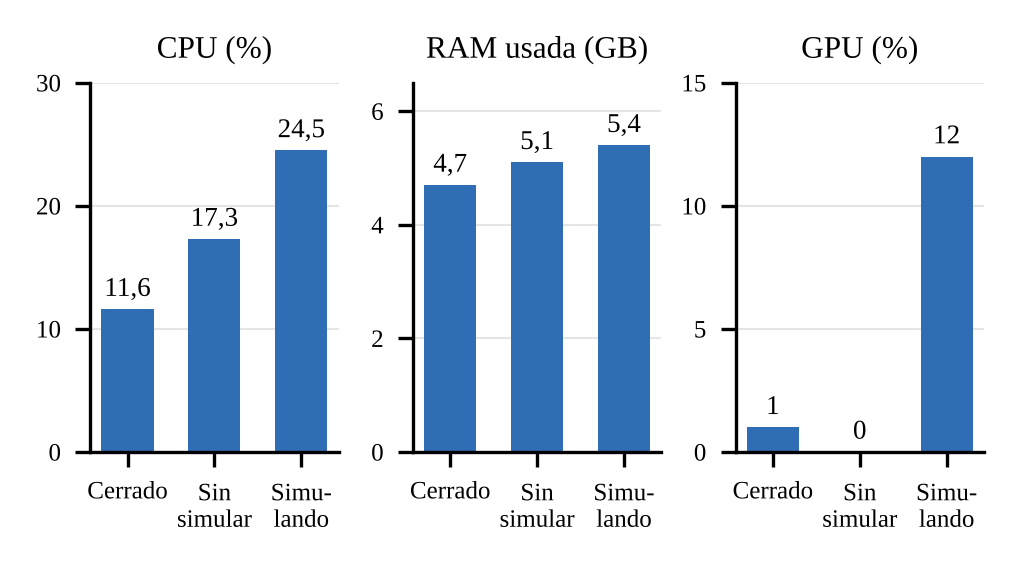 CPU (%)
30
20
10
0
11,6
17,3
24,5
Cerrado
Sin
simular
Simu-
lando
RAM usada (GB)
6
4
2
0
4,7
5,1
5,4
Cerrado
Sin
simular
Simu-
lando
GPU (%)
15
10
5
0
1
0
12
Cerrado
Sin
simular
Simu-
lando